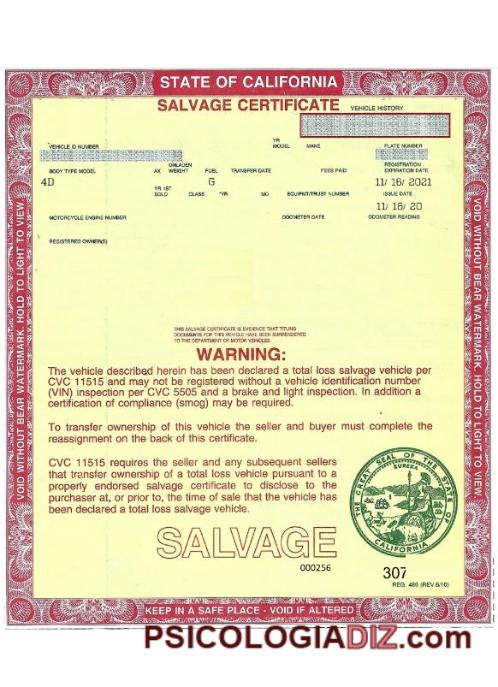 STATE OF CALIFORNIA
SALVAGE CERTIFICATE
VEHICLE HISTORY
VEHICLE ID NUMBER
YR
MODEL
MAKE
PLATE NUMBER
BODY TYPE MODEL
AX
UNLADEN
WEIGHT
FUEL
TRANSFER DATE
FEES PAID
REGISTRATION
EXPIRATION DATE
4D
G
11/16/2021
YR 1ST
SOLD
CLASS
*YR
MO
EQUIPMT/TRUST NUMBER
ISSUE DATE
11/16/20
MOTORCYCLE ENGINE NUMBER
ODOMETER DATE
ODOMETER READING
REGISTERED OWNER(S)
VOID WITHOUT BEAR WATERMARK. HOLD TO LIGHT TO VIEW.
VOID WITHOUT BEAR WATERMARK. HOLD TO LIGHT TO VIEW
THIS SALVAGE CERTIFICATE IS EVIDENCE THAT TITLING
DOCUMENTS FOR THIS VEHICLE HAVE BEEN SURRENDERED
TO THE DEPARTMENT OF MOTOR VEHICLES
WARNING:
The vehicle described herein has been declared a total loss salvage vehicle per
CVC 11515 and may not be registered without a vehicle identification number
(VIN) inspection per CVC 5505 and a brake and light inspection. In addition a
certification of compliance (smog) may be required.
To transfer ownership of this vehicle the seller and buyer must complete the
reassignment on the back of this certificate.
CVC 11515 requires the seller and any subsequent sellers
that transfer ownership of a total loss vehicle pursuant to a
properly endorsed salvage certificate to disclose to the
purchaser at, or prior to, the time of sale that the vehicle has
been declared a total loss salvage vehicle.
THE GREAT SEAL OF THE STATE OF CALIFORNIA
EUREKA
SALVAGE
000256
307
REG. 489 (REV 8/10)
KEEP IN A SAFE PLACE - VOID IF ALTERED
PSICOLOGIADIZ.com